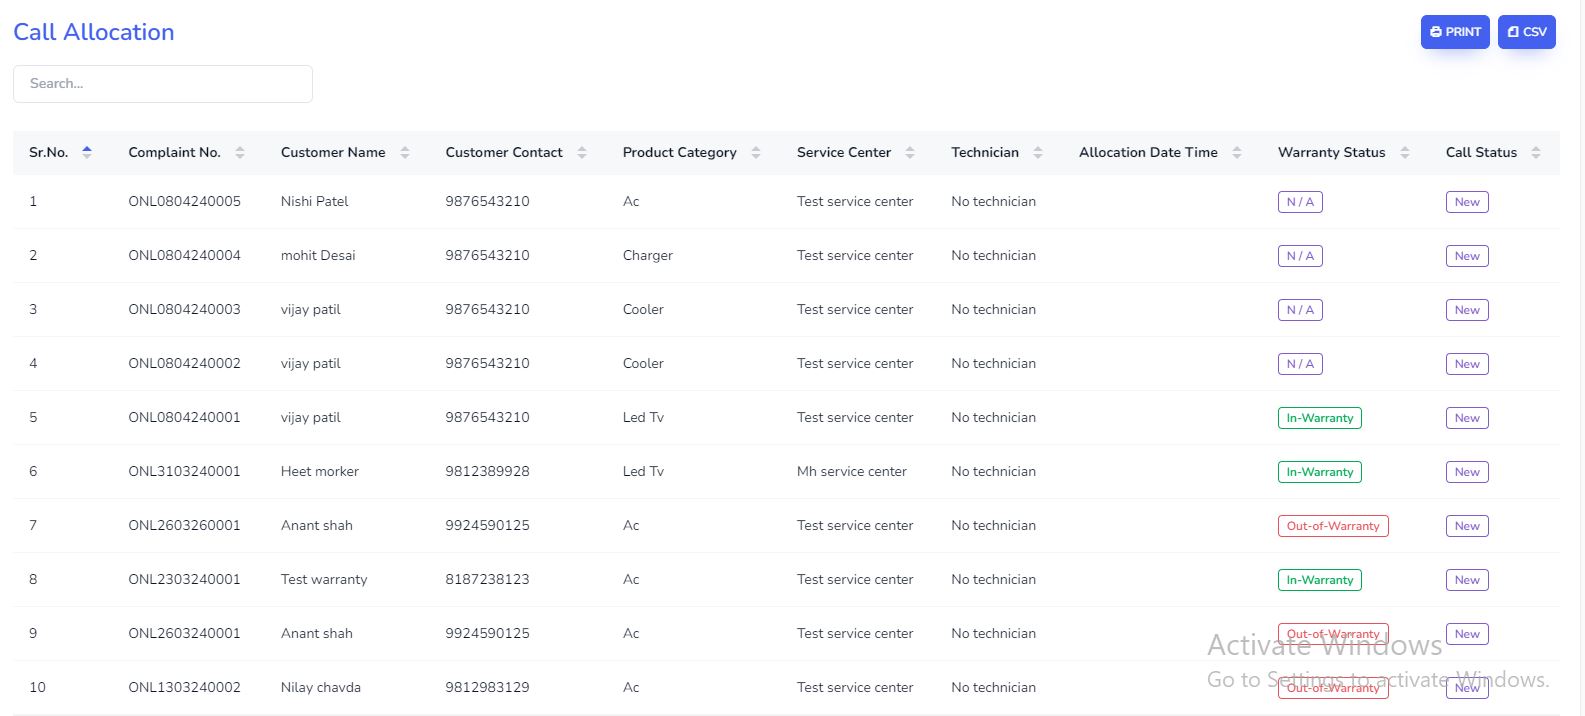 Call Allocation
PRINT CSV
Search...
Sr.No. Complaint No. Customer Name Customer Contact Product Category Service Center Technician Allocation Date Time Warranty Status Call Status
1 ONL0804240005 Nishi Patel 9876543210 Ac Test service center No technician N / A New
2 ONL0804240004 mohit Desai 9876543210 Charger Test service center No technician N / A New
3 ONL0804240003 vijay patil 9876543210 Cooler Test service center No technician N / A New
4 ONL0804240002 vijay patil 9876543210 Cooler Test service center No technician N / A New
5 ONL0804240001 vijay patil 9876543210 Led Tv Test service center No technician In-Warranty New
6 ONL3103240001 Heet morker 9812389928 Led Tv Mh service center No technician In-Warranty New
7 ONL2603260001 Anant shah 9924590125 Ac Test service center No technician Out-of-Warranty New
8 ONL2303240001 Test warranty 8187238123 Ac Test service center No technician In-Warranty New
9 ONL2603240001 Anant shah 9924590125 Ac Test service center No technician Out-of-Warranty New
Activate Windows
Go to Settings to activate Windows.
10 ONL1303240002 Nilay chavda 9812983129 Ac Test service center No technician Out-of-Warranty New